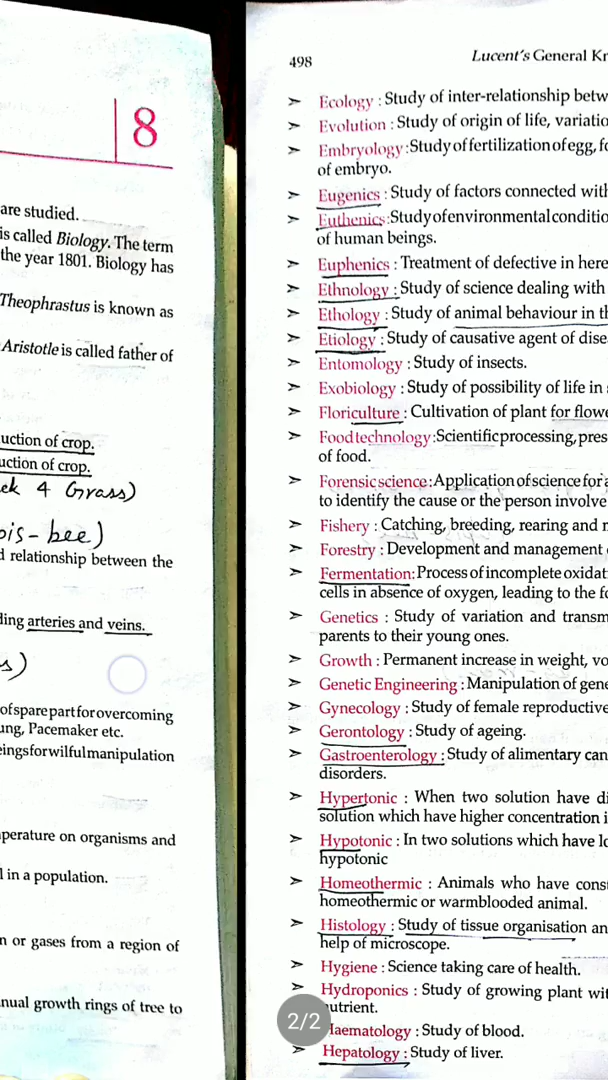 8
are studied.
is called Biology. The term
the year 1801. Biology has
Theophrastus is known as
Aristotle is called father of
uction of crop.
uction of crop.
ck 4 Grass)
pis-bee)
d relationship between the
ding arteries and veins.
s)
of spare part for overcoming
ung, Pacemaker etc.
eings for wilful manipulation
perature on organisms and
l in a population.
n or gases from a region of
nual growth rings of tree to
498 Lucent's General Kn
➢ Ecology : Study of inter-relationship betw
➢ Evolution : Study of origin of life, variatio
➢ Embryology : Study of fertilization of egg, fo
of embryo.
➢ Eugenics : Study of factors connected with
➢ Euthenics : Study of environmental conditio
of human beings.
➢ Euphenics : Treatment of defective in here
➢ Ethnology : Study of science dealing with
➢ Ethology : Study of animal behaviour in th
➢ Etiology : Study of causative agent of dise
➢ Entomology : Study of insects.
➢ Exobiology : Study of possibility of life in s
➢ Floriculture : Cultivation of plant for flowe
➢ Food technology : Scientific processing, pres
of food.
➢ Forensic science : Application of science for a
to identify the cause or the person involve
➢ Fishery : Catching, breeding, rearing and m
➢ Forestry : Development and management o
➢ Fermentation : Process of incomplete oxidat
cells in absence of oxygen, leading to the fo
➢ Genetics : Study of variation and transm
parents to their young ones.
➢ Growth : Permanent increase in weight, vo
➢ Genetic Engineering : Manipulation of gene
➢ Gynecology : Study of female reproductive
➢ Gerontology : Study of ageing.
➢ Gastroenterology : Study of alimentary can
disorders.
➢ Hypertonic : When two solution have di
solution which have higher concentration i
➢ Hypotonic : In two solutions which have lo
hypotonic
➢ Homeothermic : Animals who have const
homeothermic or warmblooded animal.
➢ Histology : Study of tissue organisation an
help of microscope.
➢ Hygiene : Science taking care of health.
➢ Hydroponics : Study of growing plant wit
nutrient.
➢ Haematology : Study of blood.
➢ Hepatology : Study of liver.
2/2